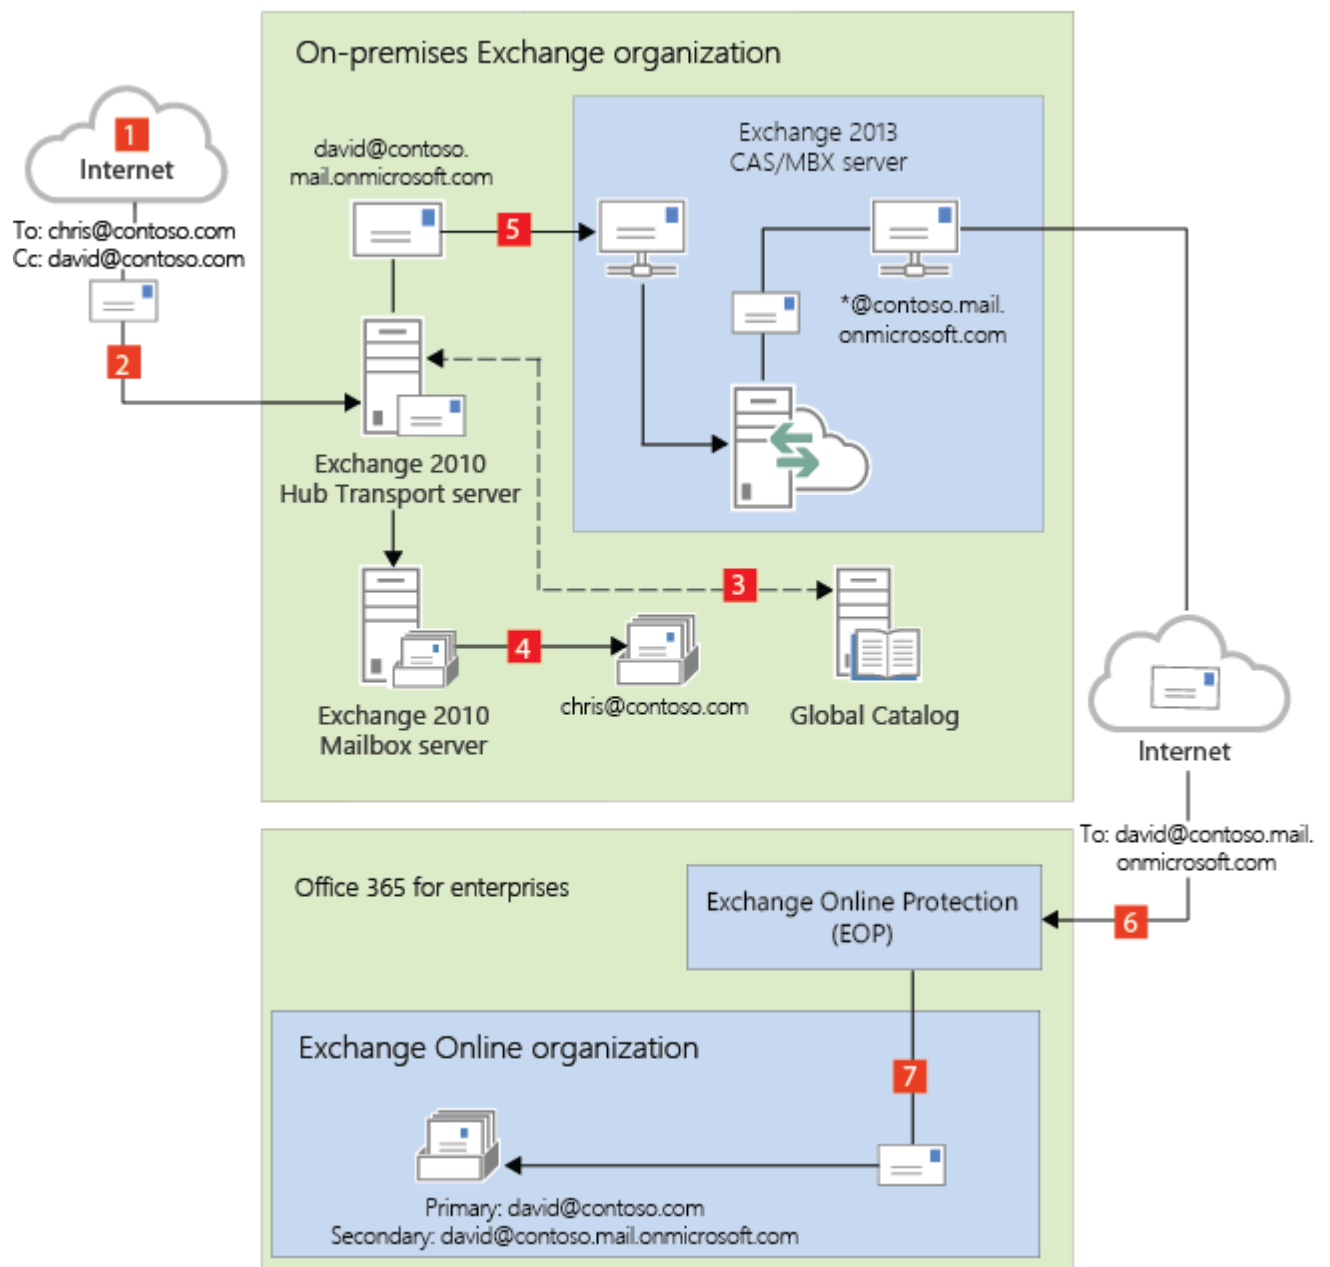 On-premises Exchange organization
1
Internet
To: chris@contoso.com
Cc: david@contoso.com
2
david@contoso.
mail.onmicrosoft.com
5
Exchange 2013
CAS/MBX server
*@contoso.mail.
onmicrosoft.com
Exchange 2010
Hub Transport server
3
4
chris@contoso.com
Exchange 2010
Mailbox server
Global Catalog
Internet
To: david@contoso.mail.
onmicrosoft.com
6
Office 365 for enterprises
Exchange Online Protection
(EOP)
7
Exchange Online organization
Primary: david@contoso.com
Secondary: david@contoso.mail.onmicrosoft.com